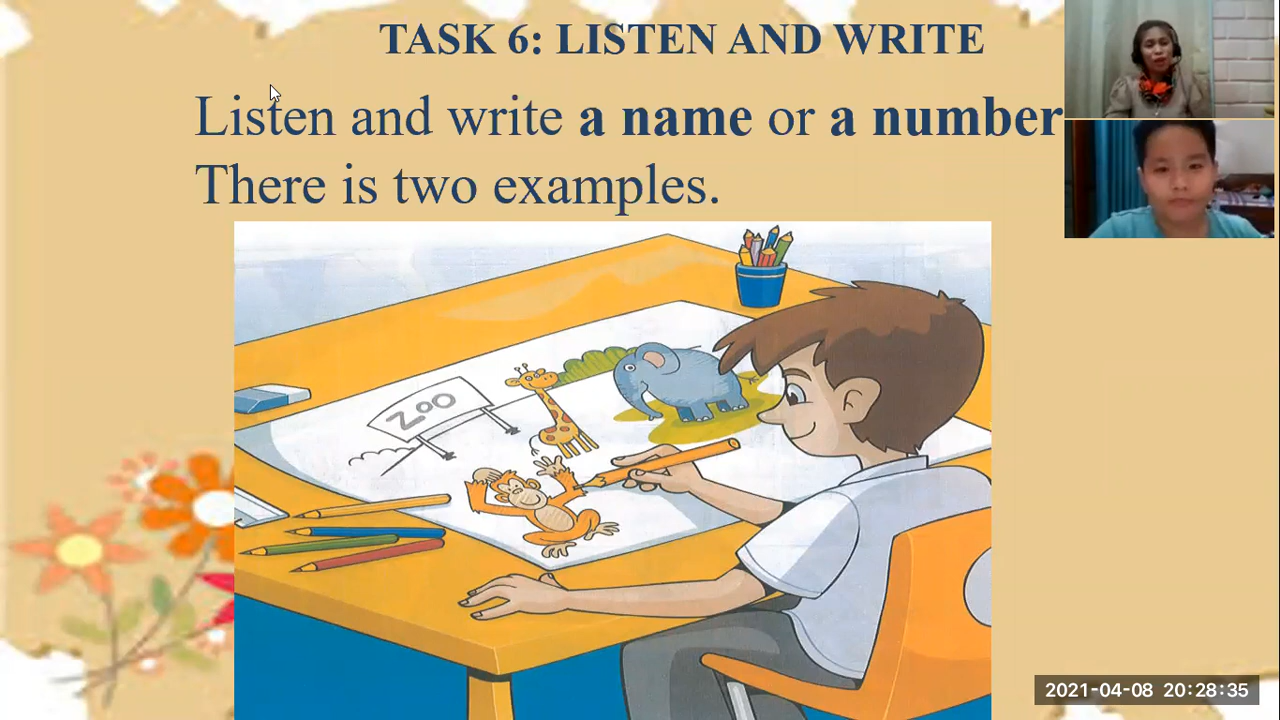 TASK 6: LISTEN AND WRITE
Listen and write a name or a number
There is two examples.
ZOO
2021-04-08 20:28:35